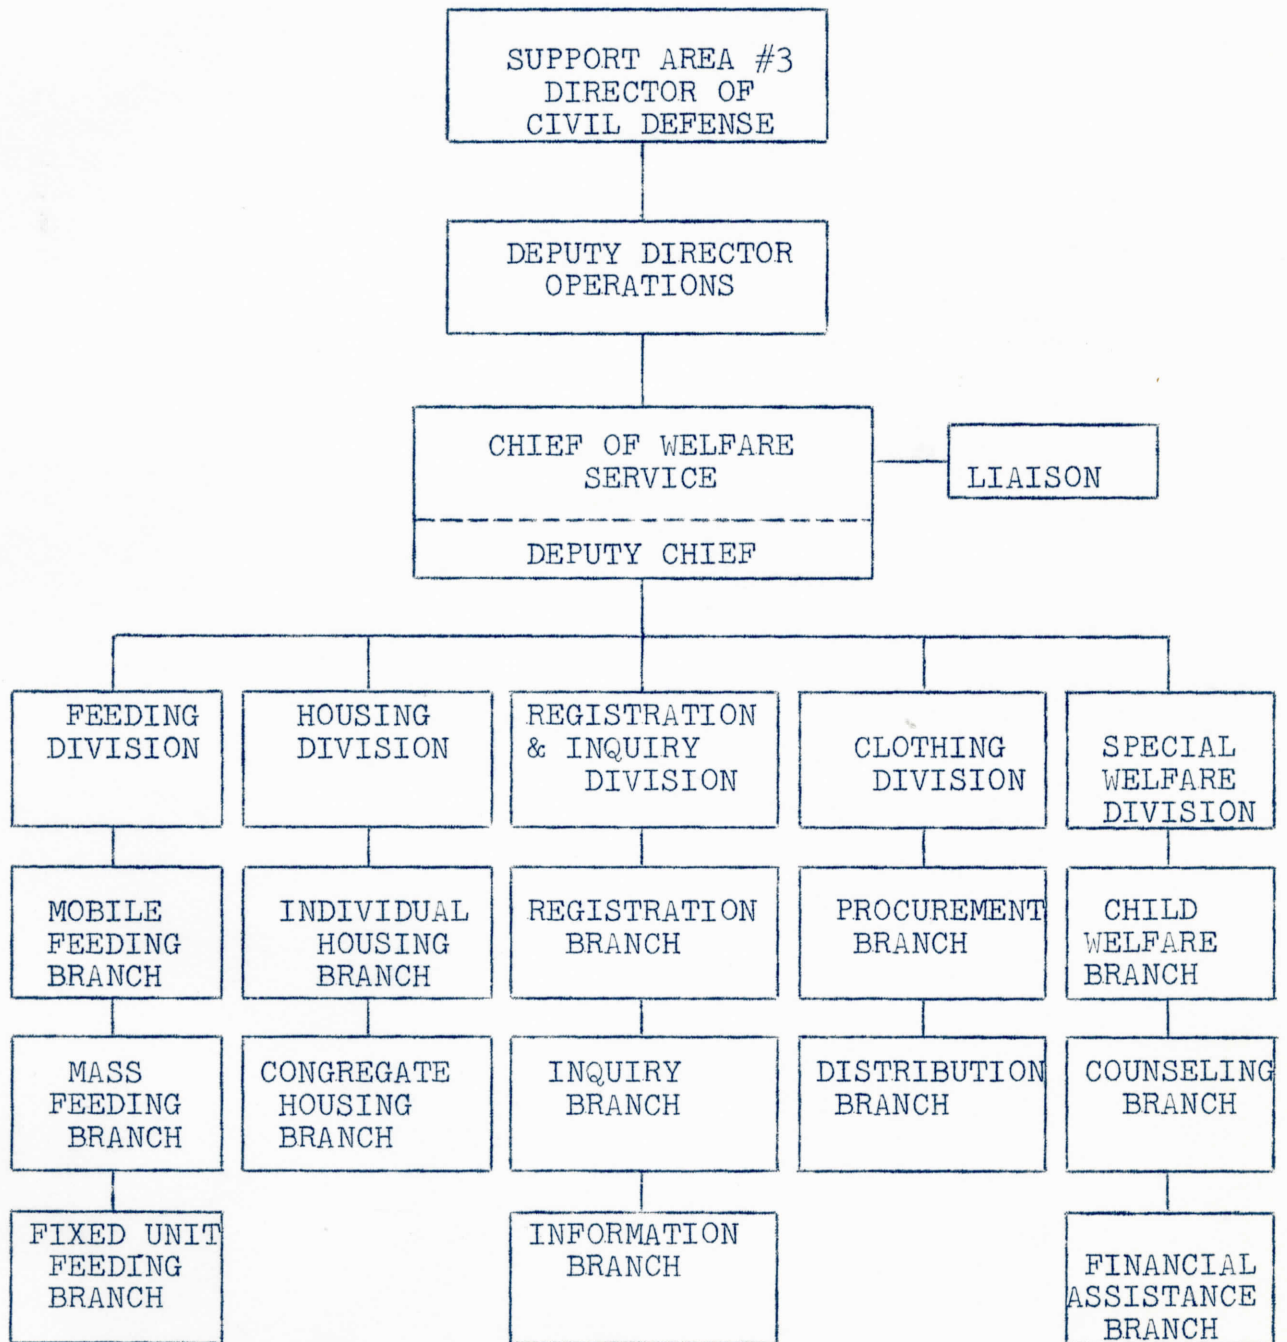 SUPPORT AREA #3
DIRECTOR OF
CIVIL DEFENSE
DEPUTY DIRECTOR
OPERATIONS
CHIEF OF WELFARE
SERVICE
DEPUTY CHIEF
LIAISON
FEEDING
DIVISION
HOUSING
DIVISION
REGISTRATION
& INQUIRY
DIVISION
CLOTHING
DIVISION
SPECIAL
WELFARE
DIVISION
MOBILE
FEEDING
BRANCH
INDIVIDUAL
HOUSING
BRANCH
REGISTRATION
BRANCH
PROCUREMENT
BRANCH
CHILD
WELFARE
BRANCH
MASS
FEEDING
BRANCH
CONGREGATE
HOUSING
BRANCH
INQUIRY
BRANCH
DISTRIBUTION
BRANCH
COUNSELING
BRANCH
FIXED UNIT
FEEDING
BRANCH
INFORMATION
BRANCH
FINANCIAL
ASSISTANCE
BRANCH